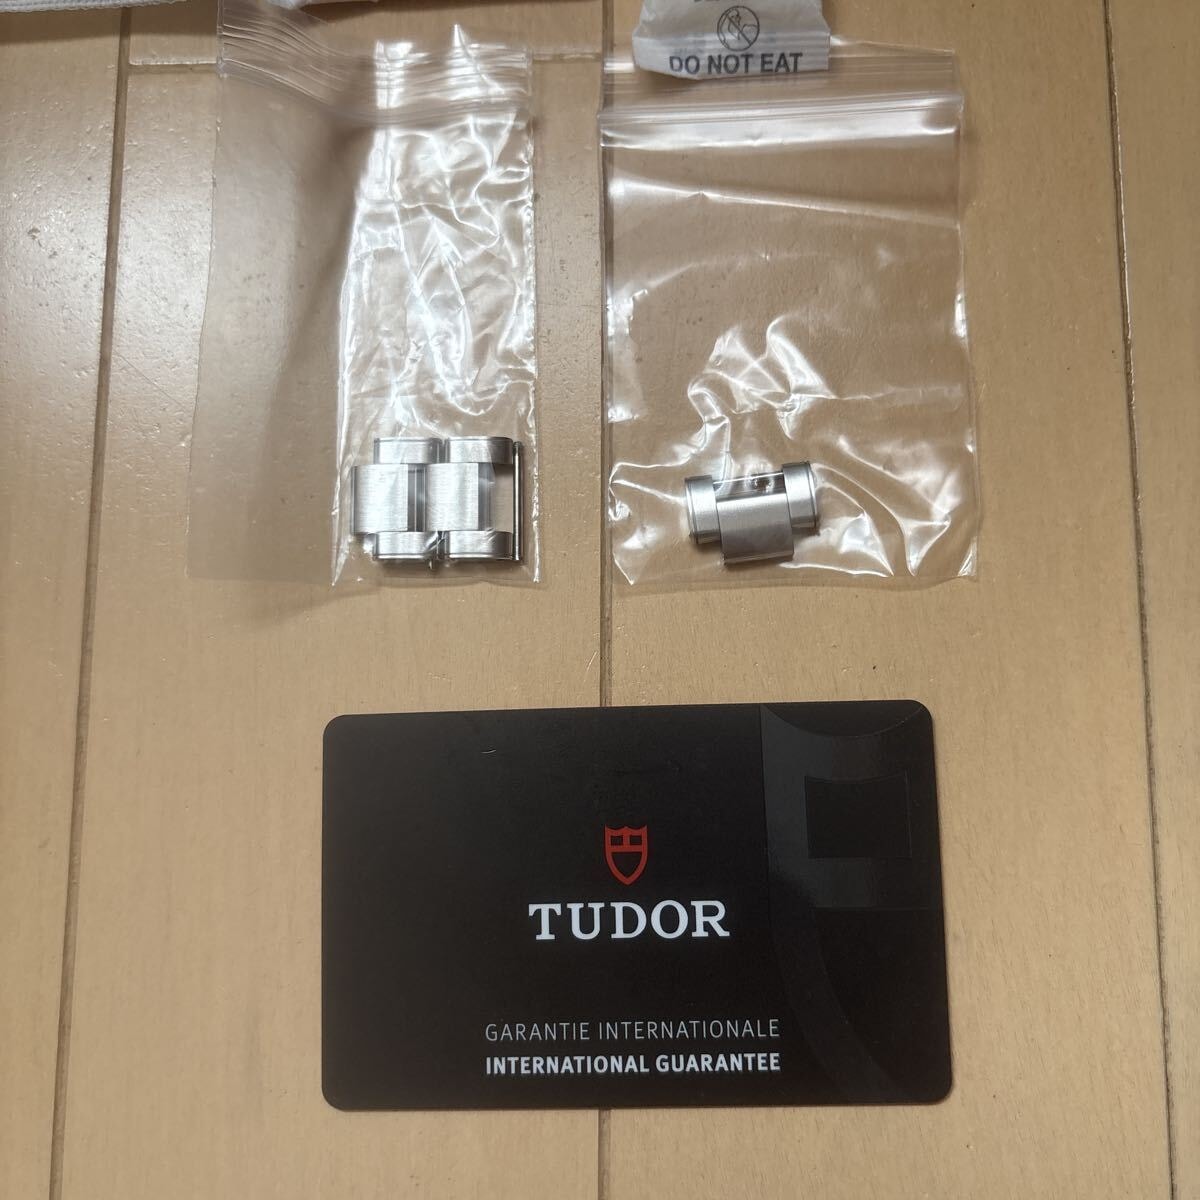 DO NOT EAT
TUDOR
GARANTIE INTERNATIONALE
INTERNATIONAL GUARANTEE